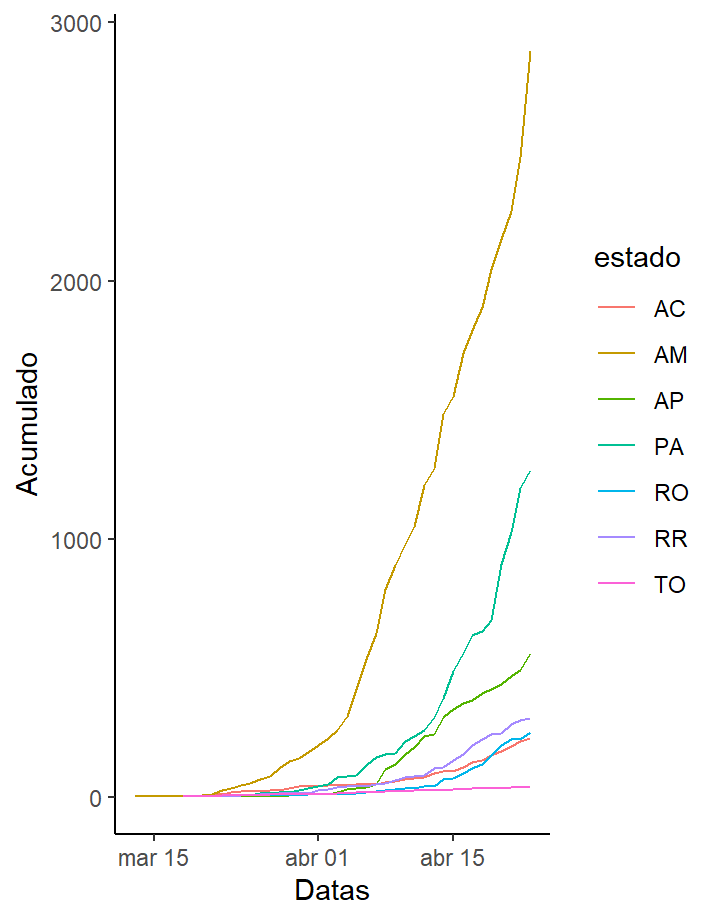 3000
2000
1000
0
Acumulado
mar 15
abr 01
abr 15
Datas
estado
AC
AM
AP
PA
RO
RR
TO